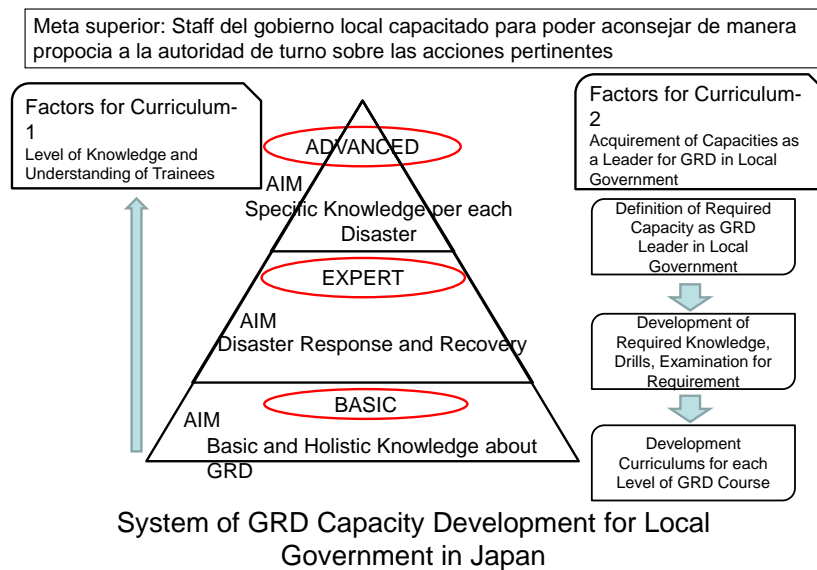 Meta superior: Staff del gobierno local capacitado para poder aconsejar de manera
propocia a la autoridad de turno sobre las acciones pertinentes
Factors for Curriculum-
1
Level of Knowledge and
Understanding of Trainees
ADVANCED
AIM
Specific Knowledge per each
Disaster
EXPERT
AIM
Disaster Response and Recovery
BASIC
AIM
Basic and Holistic Knowledge about
GRD
Factors for Curriculum-
2
Acquirement of Capacities as
a Leader for GRD in Local
Government
Definition of Required
Capacity as GRD
Leader in Local
Government
Development of
Required Knowledge,
Drills, Examination for
Requirement
Development
Curriculums for each
Level of GRD Course
System of GRD Capacity Development for Local
Government in Japan